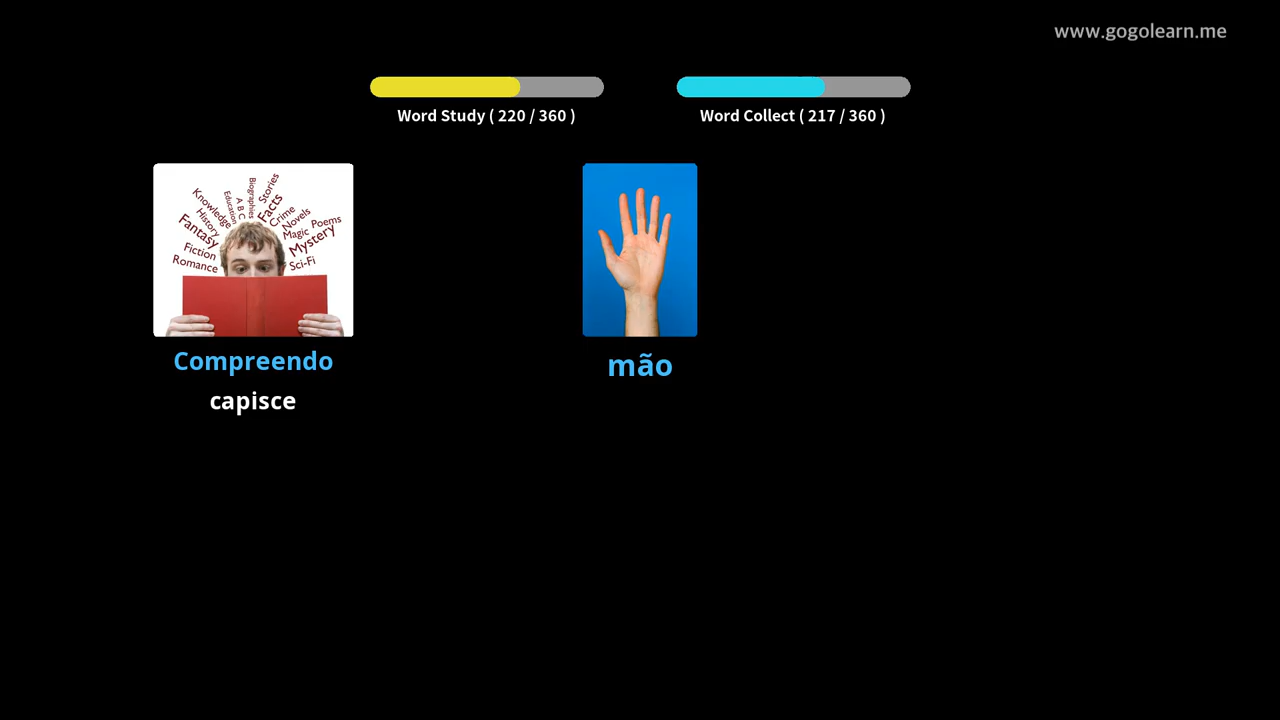 www.gogolearn.me
Word Study ( 220 / 360 )
Word Collect ( 217 / 360 )
Knowledge
Education
A B C
Biographies
Stories
Facts
Crime
Novels
Poems
Magic
Mystery
Sci-Fi
History
Fantasy
Fiction
Romance
Compreendo
capisce
mão